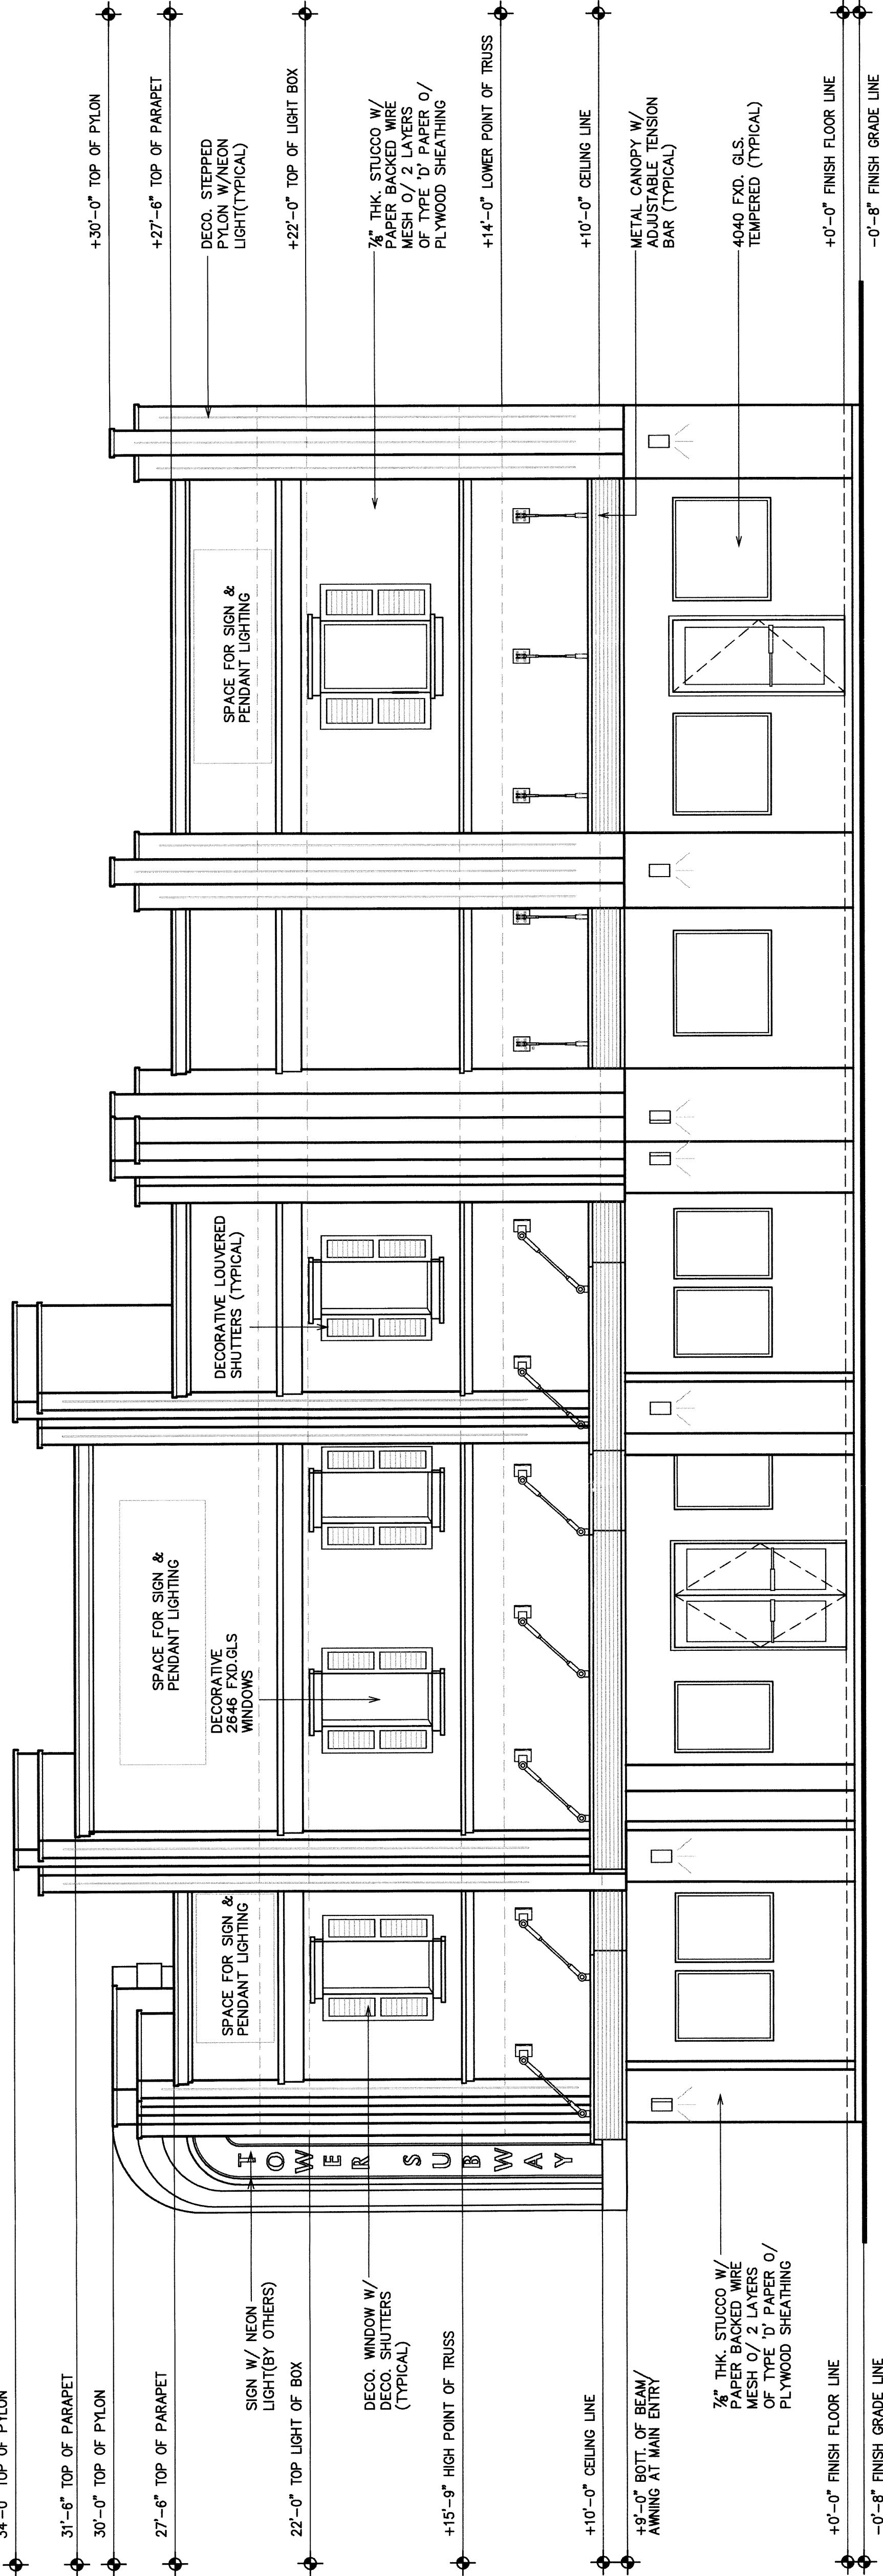 34'-0" TOP OF PYLON
31'-6" TOP OF PARAPET
30'-0" TOP OF PYLON
27'-6" TOP OF PARAPET
SIGN W/ NEON
LIGHT(BY OTHERS)
22'-0" TOP LIGHT OF BOX
DECO. WINDOW W/
DECO. SHUTTERS
(TYPICAL)
+15'-9" HIGH POINT OF TRUSS
+10'-0" CEILING LINE
+9'-0" BOTT. OF BEAM/
AWNING AT MAIN ENTRY
7/8" THK. STUCCO W/
PAPER BACKED WIRE
MESH O/ 2 LAYERS
OF TYPE 'D' PAPER O/
PLYWOOD SHEATHING
+0'-0" FINISH FLOOR LINE
-0'-8" FINISH GRADE LINE
TOWER SUBWAY
SPACE FOR SIGN &
PENDANT LIGHTING
SPACE FOR SIGN &
PENDANT LIGHTING
DECORATIVE
2646 FXD.GLS
WINDOWS
DECORATIVE LOUVERED
SHUTTERS (TYPICAL)
SPACE FOR SIGN &
PENDANT LIGHTING
+30'-0" TOP OF PYLON
+27'-6" TOP OF PARAPET
DECO. STEPPED
PYLON W/NEON
LIGHT(TYPICAL)
+22'-0" TOP OF LIGHT BOX
7/8" THK. STUCCO W/
PAPER BACKED WIRE
MESH O/ 2 LAYERS
OF TYPE 'D' PAPER O/
PLYWOOD SHEATHING
+14'-0" LOWER POINT OF TRUSS
+10'-0" CEILING LINE
METAL CANOPY W/
ADJUSTABLE TENSION
BAR (TYPICAL)
4040 FXD. GLS.
TEMPERED (TYPICAL)
+0'-0" FINISH FLOOR LINE
-0'-8" FINISH GRADE LINE